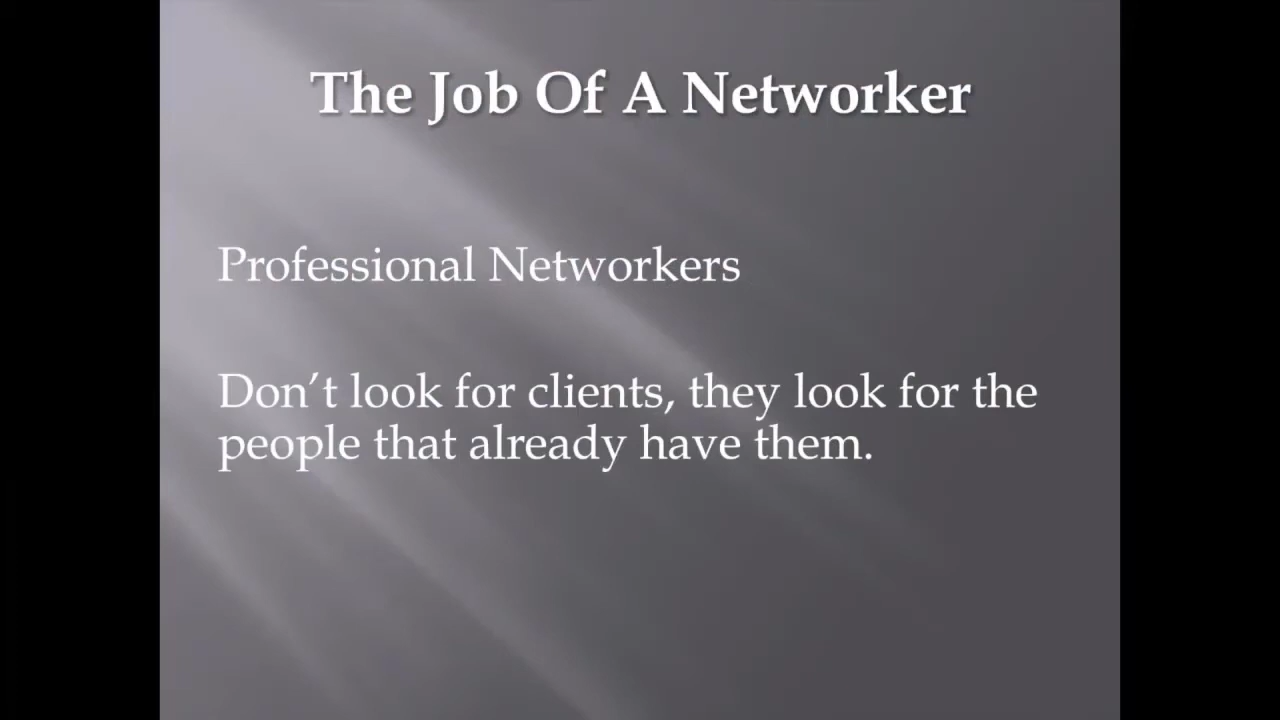 The Job Of A Networker
Professional Networkers
Don’t look for clients, they look for the
people that already have them.